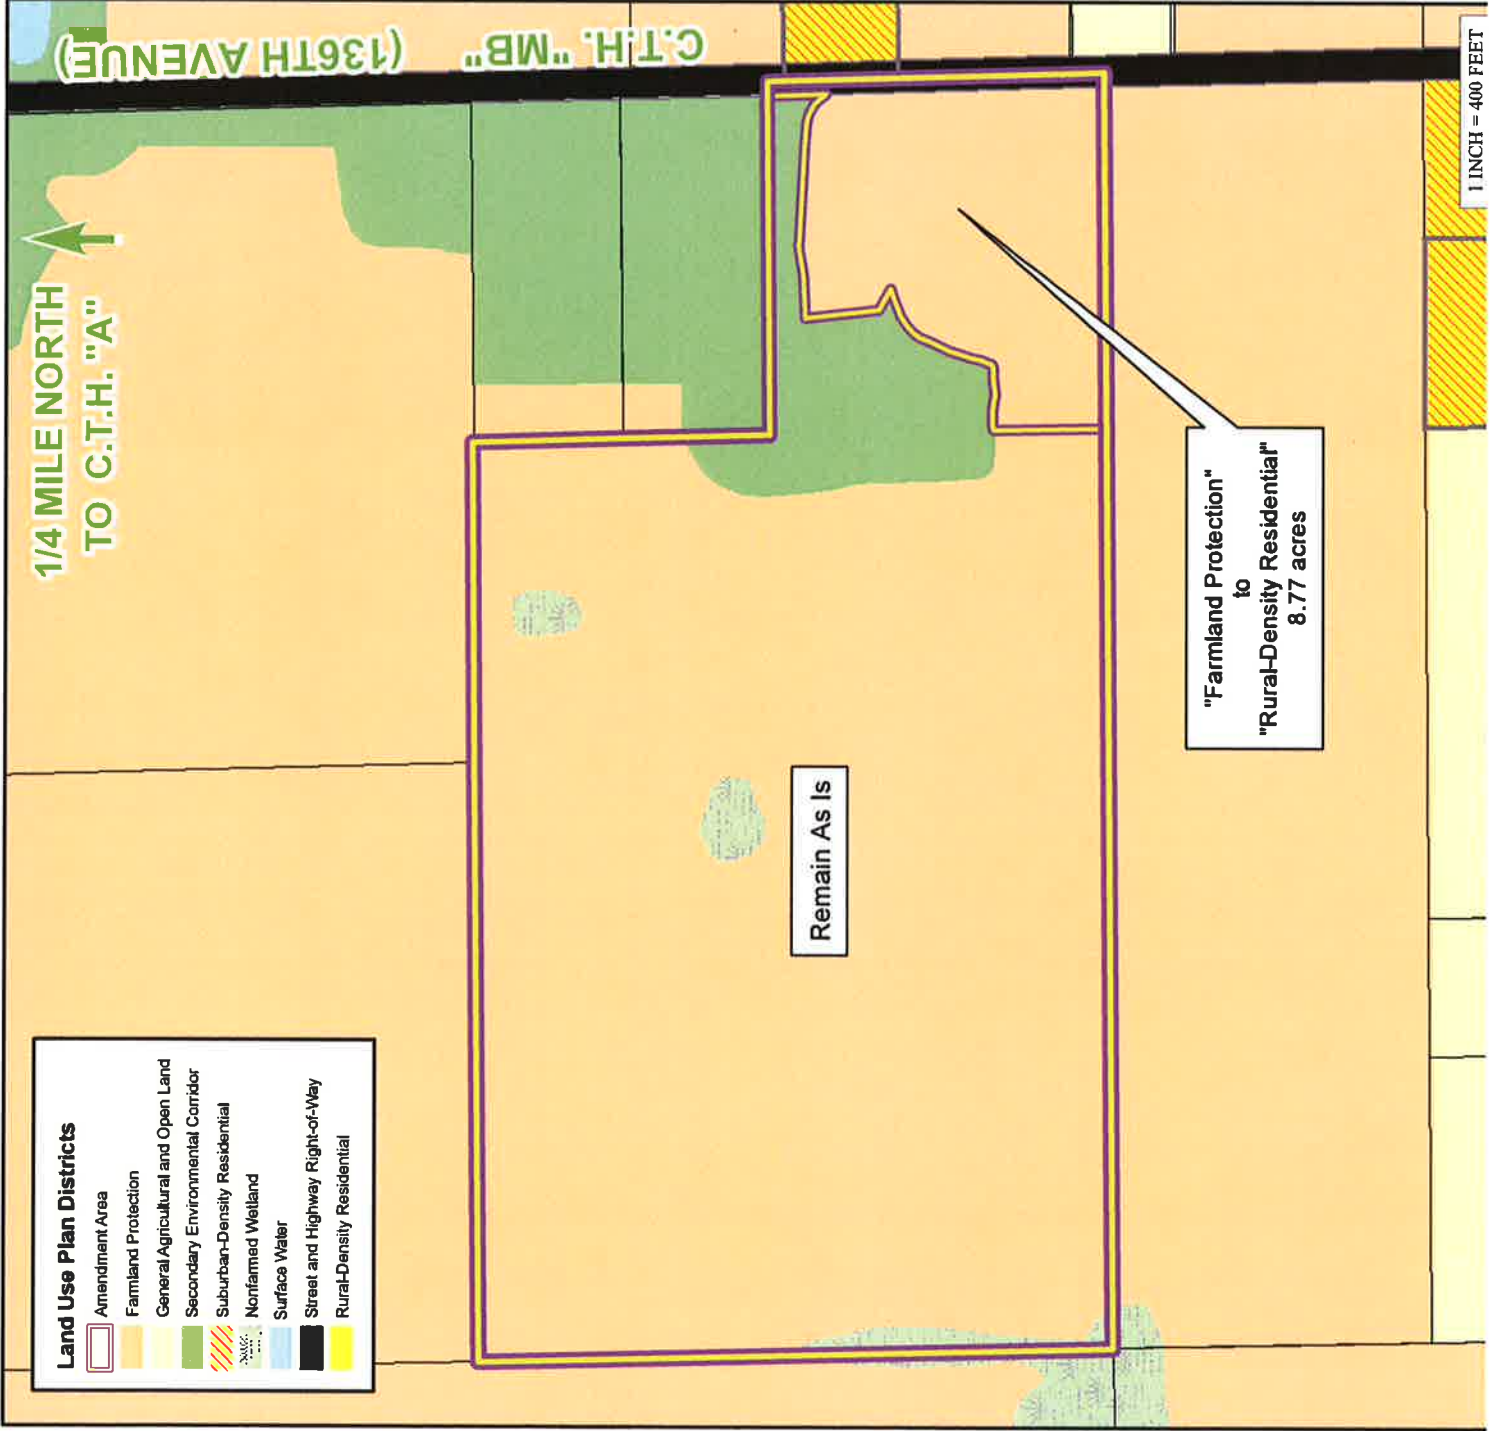 1/4 MILE NORTH
TO C.T.H. "A"
C.T.H. "MB" (136TH AVENUE)
Land Use Plan Districts
Amendment Area
Farmland Protection
General Agricultural and Open Land
Secondary Environmental Corridor
Suburban-Density Residential
Nonfarmed Wetland
Surface Water
Street and Highway Right-of-Way
Rural-Density Residential
Remain As Is
"Farmland Protection"
to
"Rural-Density Residential"
8.77 acres
1 INCH = 400 FEET